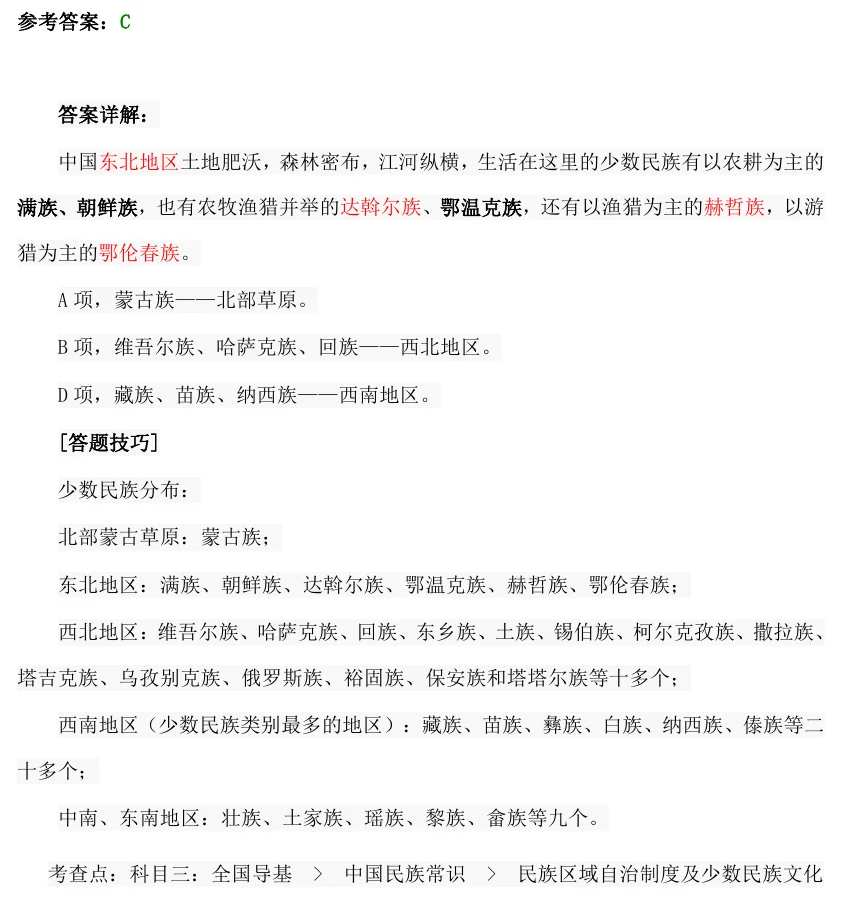 参考答案：C
答案详解：
中国东北地区土地肥沃，森林密布，江河纵横，生活在这里的少数民族有以农耕为主的
满族、朝鲜族，也有农牧渔猎并举的达斡尔族、鄂温克族，还有以渔猎为主的赫哲族，以游
猎为主的鄂伦春族。
A 项，蒙古族——北部草原。
B 项，维吾尔族、哈萨克族、回族——西北地区。
D 项，藏族、苗族、纳西族——西南地区。
[答题技巧]
少数民族分布：
北部蒙古草原：蒙古族；
东北地区：满族、朝鲜族、达斡尔族、鄂温克族、赫哲族、鄂伦春族；
西北地区：维吾尔族、哈萨克族、回族、东乡族、土族、锡伯族、柯尔克孜族、撒拉族、
塔吉克族、乌孜别克族、俄罗斯族、裕固族、保安族和塔塔尔族等十多个；
西南地区（少数民族类别最多的地区）：藏族、苗族、彝族、白族、纳西族、傣族等二
十多个；
中南、东南地区：壮族、土家族、瑶族、黎族、畲族等九个。
考查点：科目三：全国导基 > 中国民族常识 > 民族区域自治制度及少数民族文化